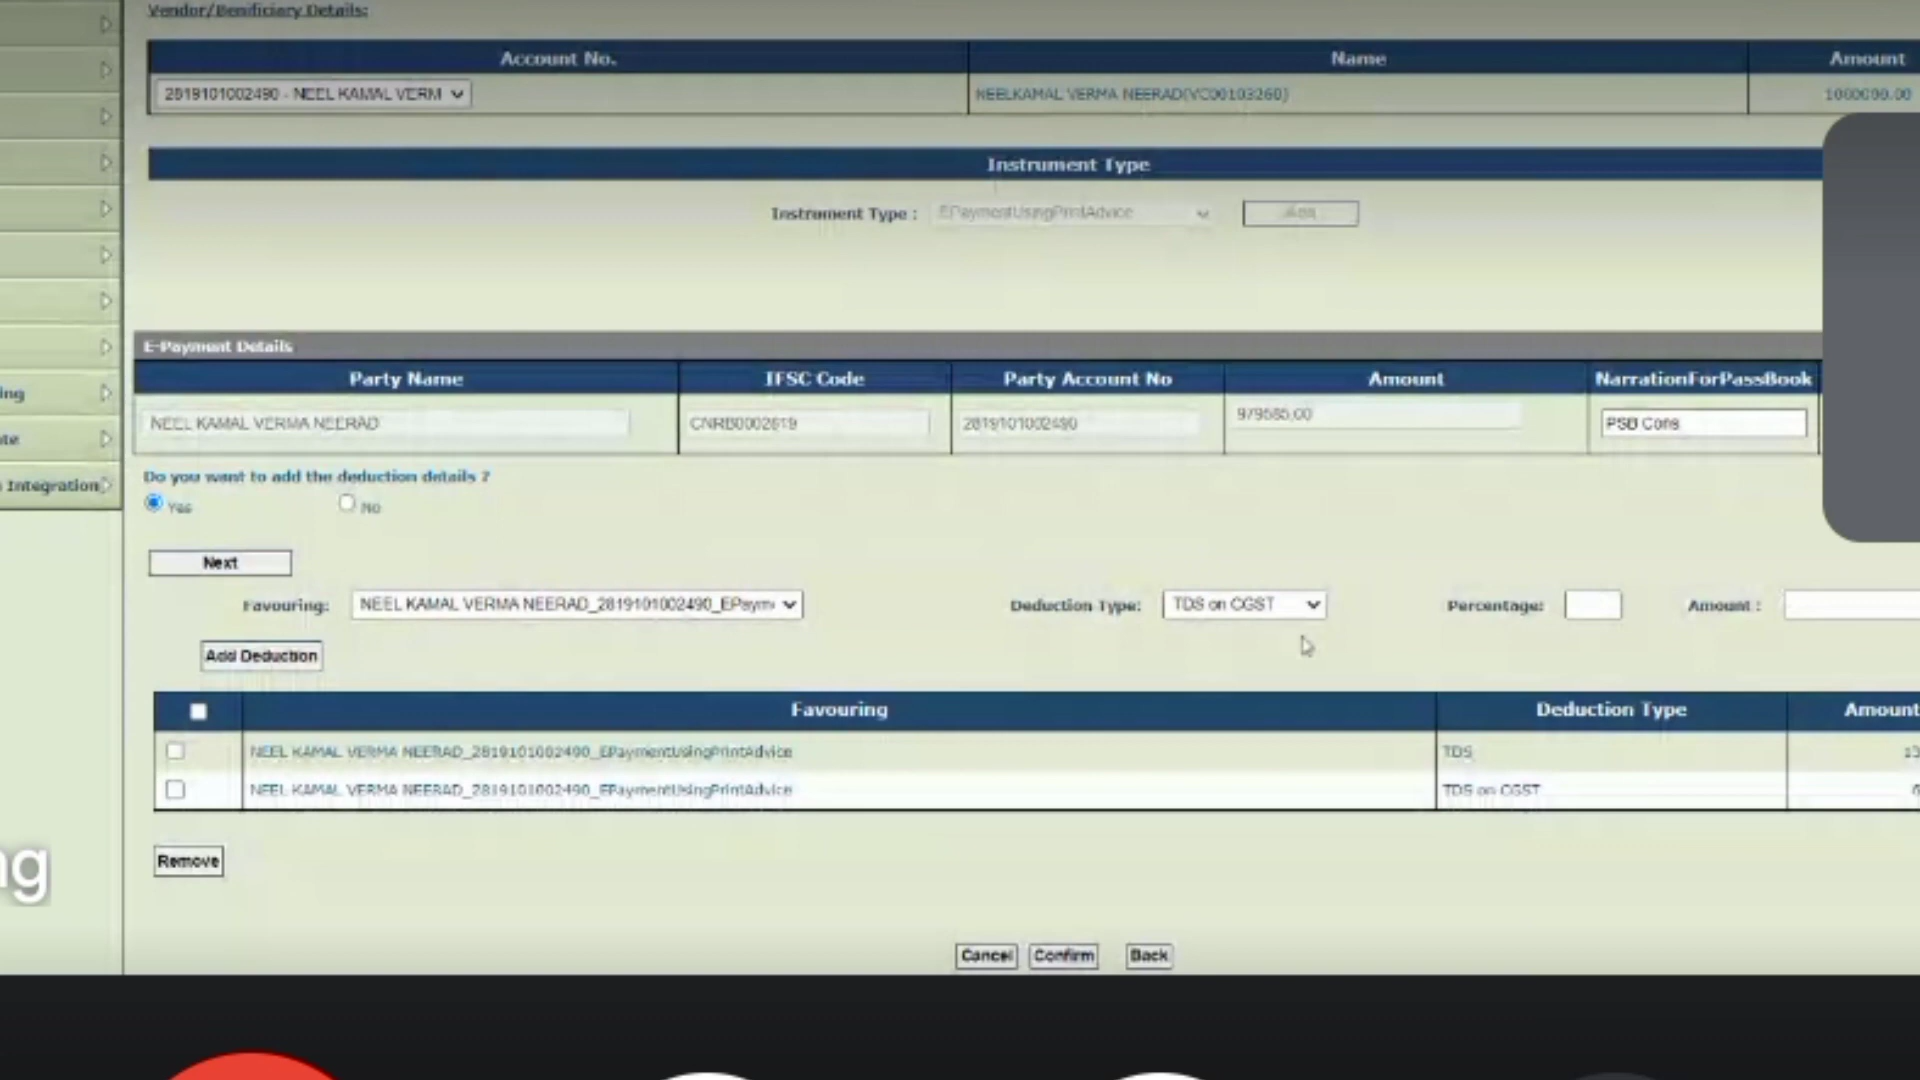 Vendor/Benificiary Details:
Account No. Name Amount
2819101002490 - NEEL KAMAL VERM NEELKAMAL VERMA NEERAD(VC00103260) 1000000.00
Instrument Type
Instrument Type : EPaymentUsingPrintAdvice
E-Payment Details
Party Name IFSC Code Party Account No Amount NarrationForPassBook
NEEL KAMAL VERMA NEERAD CNRB0002819 2819101002490 PSB Cons
ing
Do you want to add the deduction details ?
Integration
Yes No
Next
Favouring: NEEL KAMAL VERMA NEERAD_2819101002490_EPaym Deduction Type: TDS on CGST Percentage: Amount :
Add Deduction
Favouring Deduction Type Amount
NEEL KAMAL VERMA NEERAD_2819101002490_EPaymentUsingPrintAdvice TDS 13
NEEL KAMAL VERMA NEERAD_2819101002490_EPaymentUsingPrintAdvice TDS on CGST
Remove
ng
Cancel Confirm Back